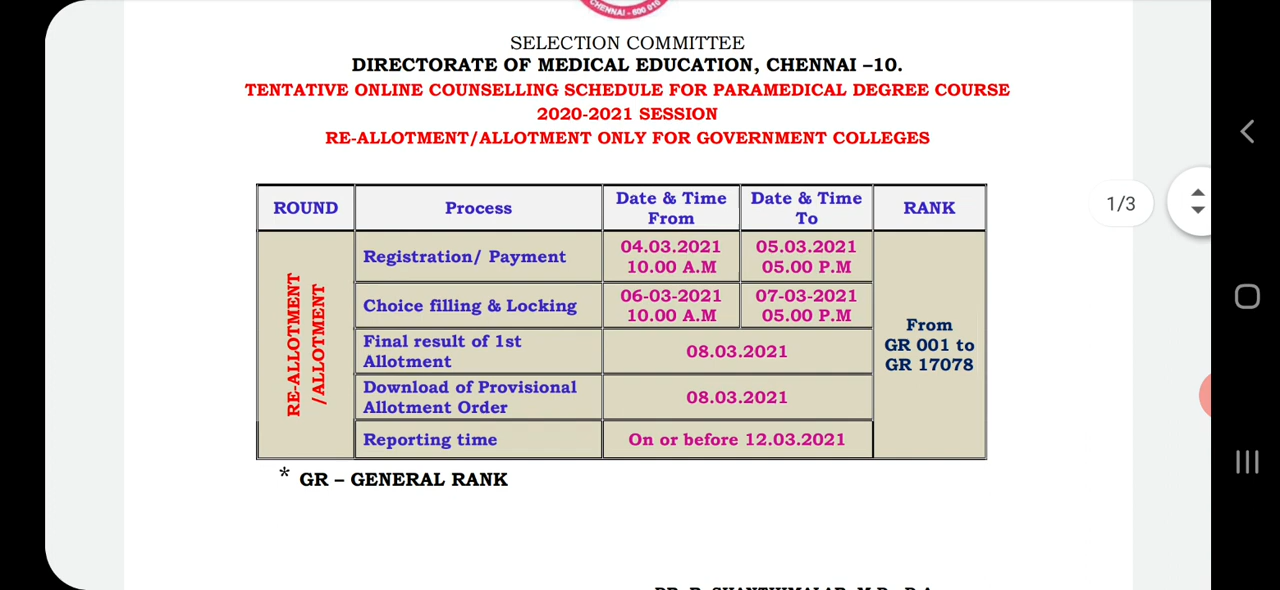 CHENNAI - 600 010
SELECTION COMMITTEE
DIRECTORATE OF MEDICAL EDUCATION, CHENNAI –10.
TENTATIVE ONLINE COUNSELLING SCHEDULE FOR PARAMEDICAL DEGREE COURSE
2020-2021 SESSION
RE-ALLOTMENT/ALLOTMENT ONLY FOR GOVERNMENT COLLEGES
ROUND
Process
Date & Time
From
Date & Time
To
RANK
RE-ALLOTMENT
/ALLOTMENT
Registration/ Payment
04.03.2021
10.00 A.M
05.03.2021
05.00 P.M
Choice filling & Locking
06-03-2021
10.00 A.M
07-03-2021
05.00 P.M
Final result of 1st
Allotment
08.03.2021
Download of Provisional
Allotment Order
08.03.2021
Reporting time
On or before 12.03.2021
From
GR 001 to
GR 17078
* GR – GENERAL RANK
1/3